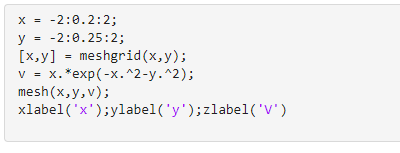 x = -2:0.2:2;
y = -2:0.25:2;
[x,y] = meshgrid(x,y);
v = x.*exp(-x.^2-y.^2);
mesh(x,y,v);
xlabel('x');ylabel('y');zlabel('V')